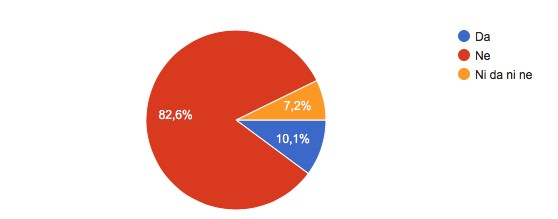 Da
Ne
Ni da ni ne
82,6%
7,2%
10,1%